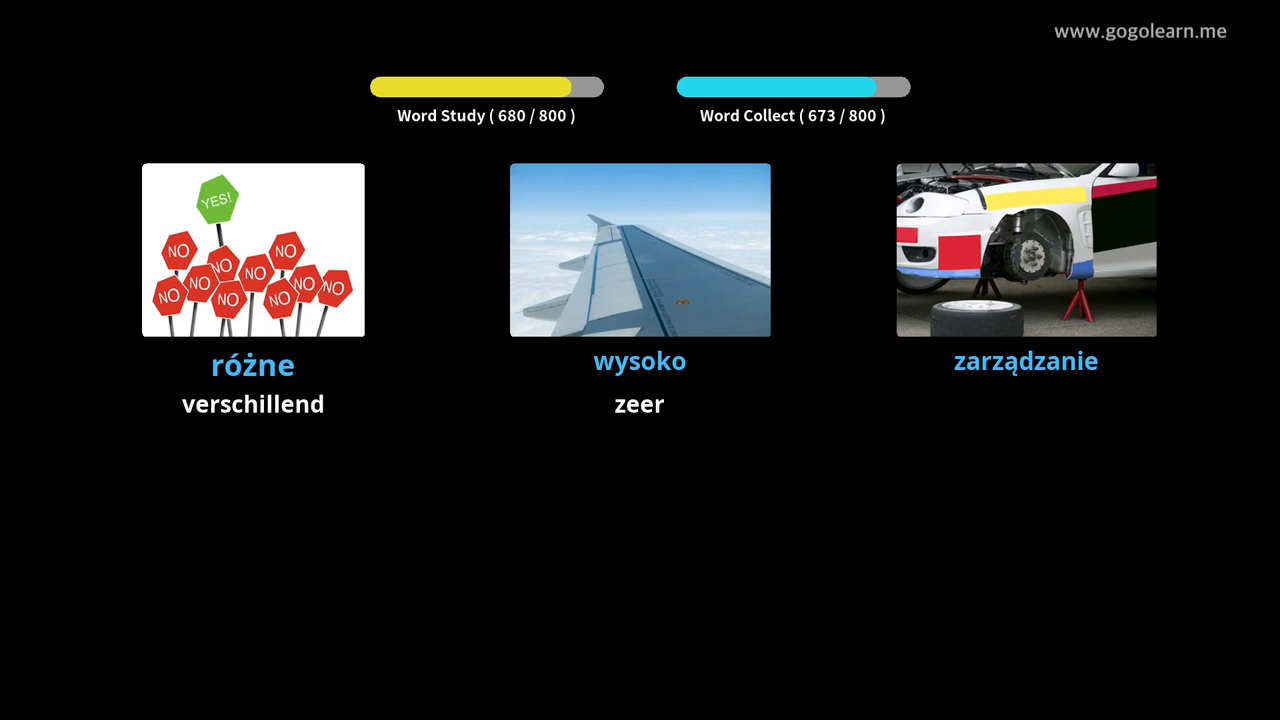 www.gogolearn.me
Word Study ( 680 / 800 )
Word Collect ( 673 / 800 )
YES!
NO
NO
NO
NO
NO
NO
NO
NO
NO
NO
różne
wysoko
zarządzanie
verschillend
zeer